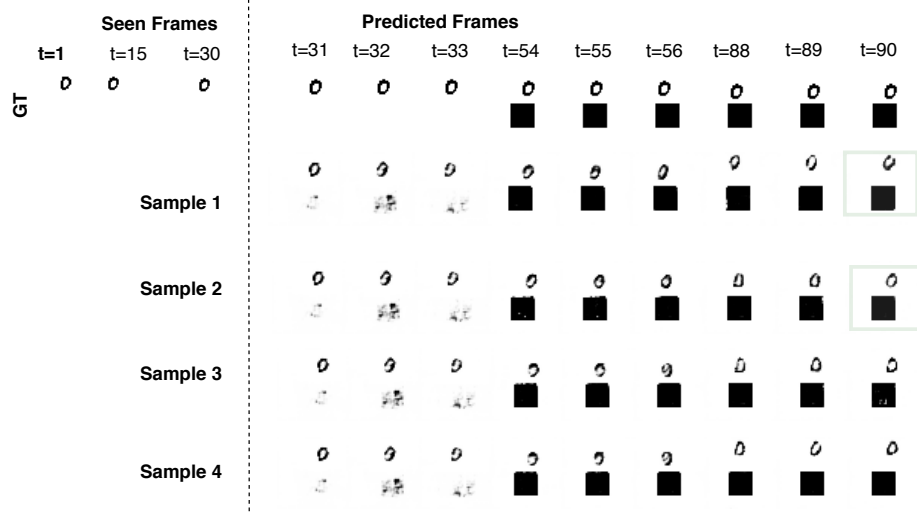 Seen Frames
Predicted Frames
t=1 t=15 t=30 t=31 t=32 t=33 t=54 t=55 t=56 t=88 t=89 t=90
GT
Sample 1
Sample 2
Sample 3
Sample 4